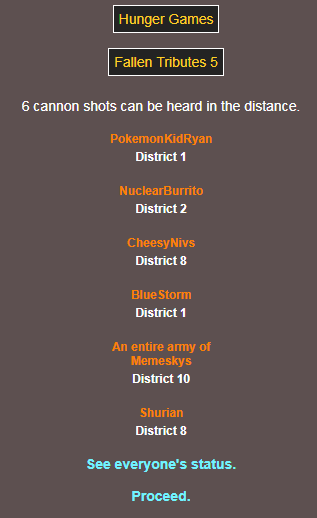 Hunger Games
Fallen Tributes 5
6 cannon shots can be heard in the distance.
PokemonKidRyan
District 1
NuclearBurrito
District 2
CheesyNivs
District 8
BlueStorm
District 1
An entire army of
Memeskys
District 10
Shurian
District 8
See everyone's status.
Proceed.